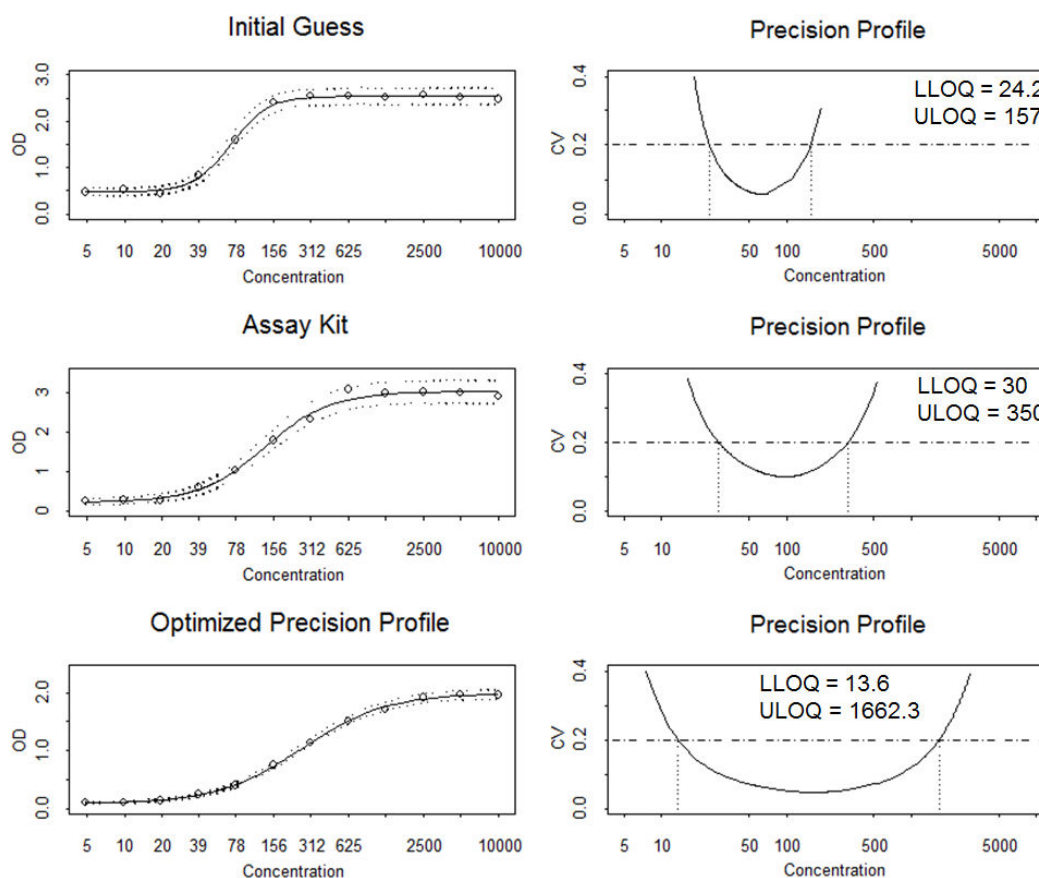 Initial Guess
OD
0.0 1.0 2.0 3.0
5 10 20 39 78 156 312 625 2500 10000
Concentration
Precision Profile
LLOQ = 24.2
ULOQ = 157
CV
0.0 0.2 0.4
5 10 50 100 500 5000
Concentration
Assay Kit
OD
0 1 2 3
5 10 20 39 78 156 312 625 2500 10000
Concentration
Precision Profile
LLOQ = 30
ULOQ = 350
CV
0.0 0.2 0.4
5 10 50 100 500 5000
Concentration
Optimized Precision Profile
OD
0.0 1.0 2.0
5 10 20 39 78 156 312 625 2500 10000
Concentration
Precision Profile
LLOQ = 13.6
ULOQ = 1662.3
CV
0.0 0.2 0.4
5 10 50 100 500 5000
Concentration